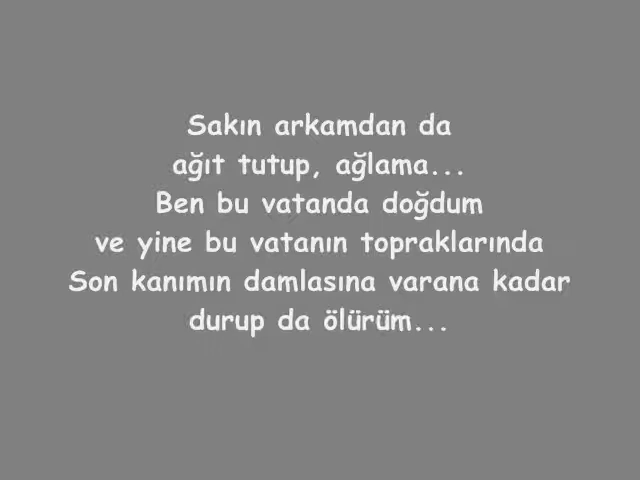 Sakın arkamdan da
ağıt tutup, ağlama...
Ben bu vatanda doğdum
ve yine bu vatanın topraklarında
Son kanımın damlasına varana kadar
durup da ölürüm...